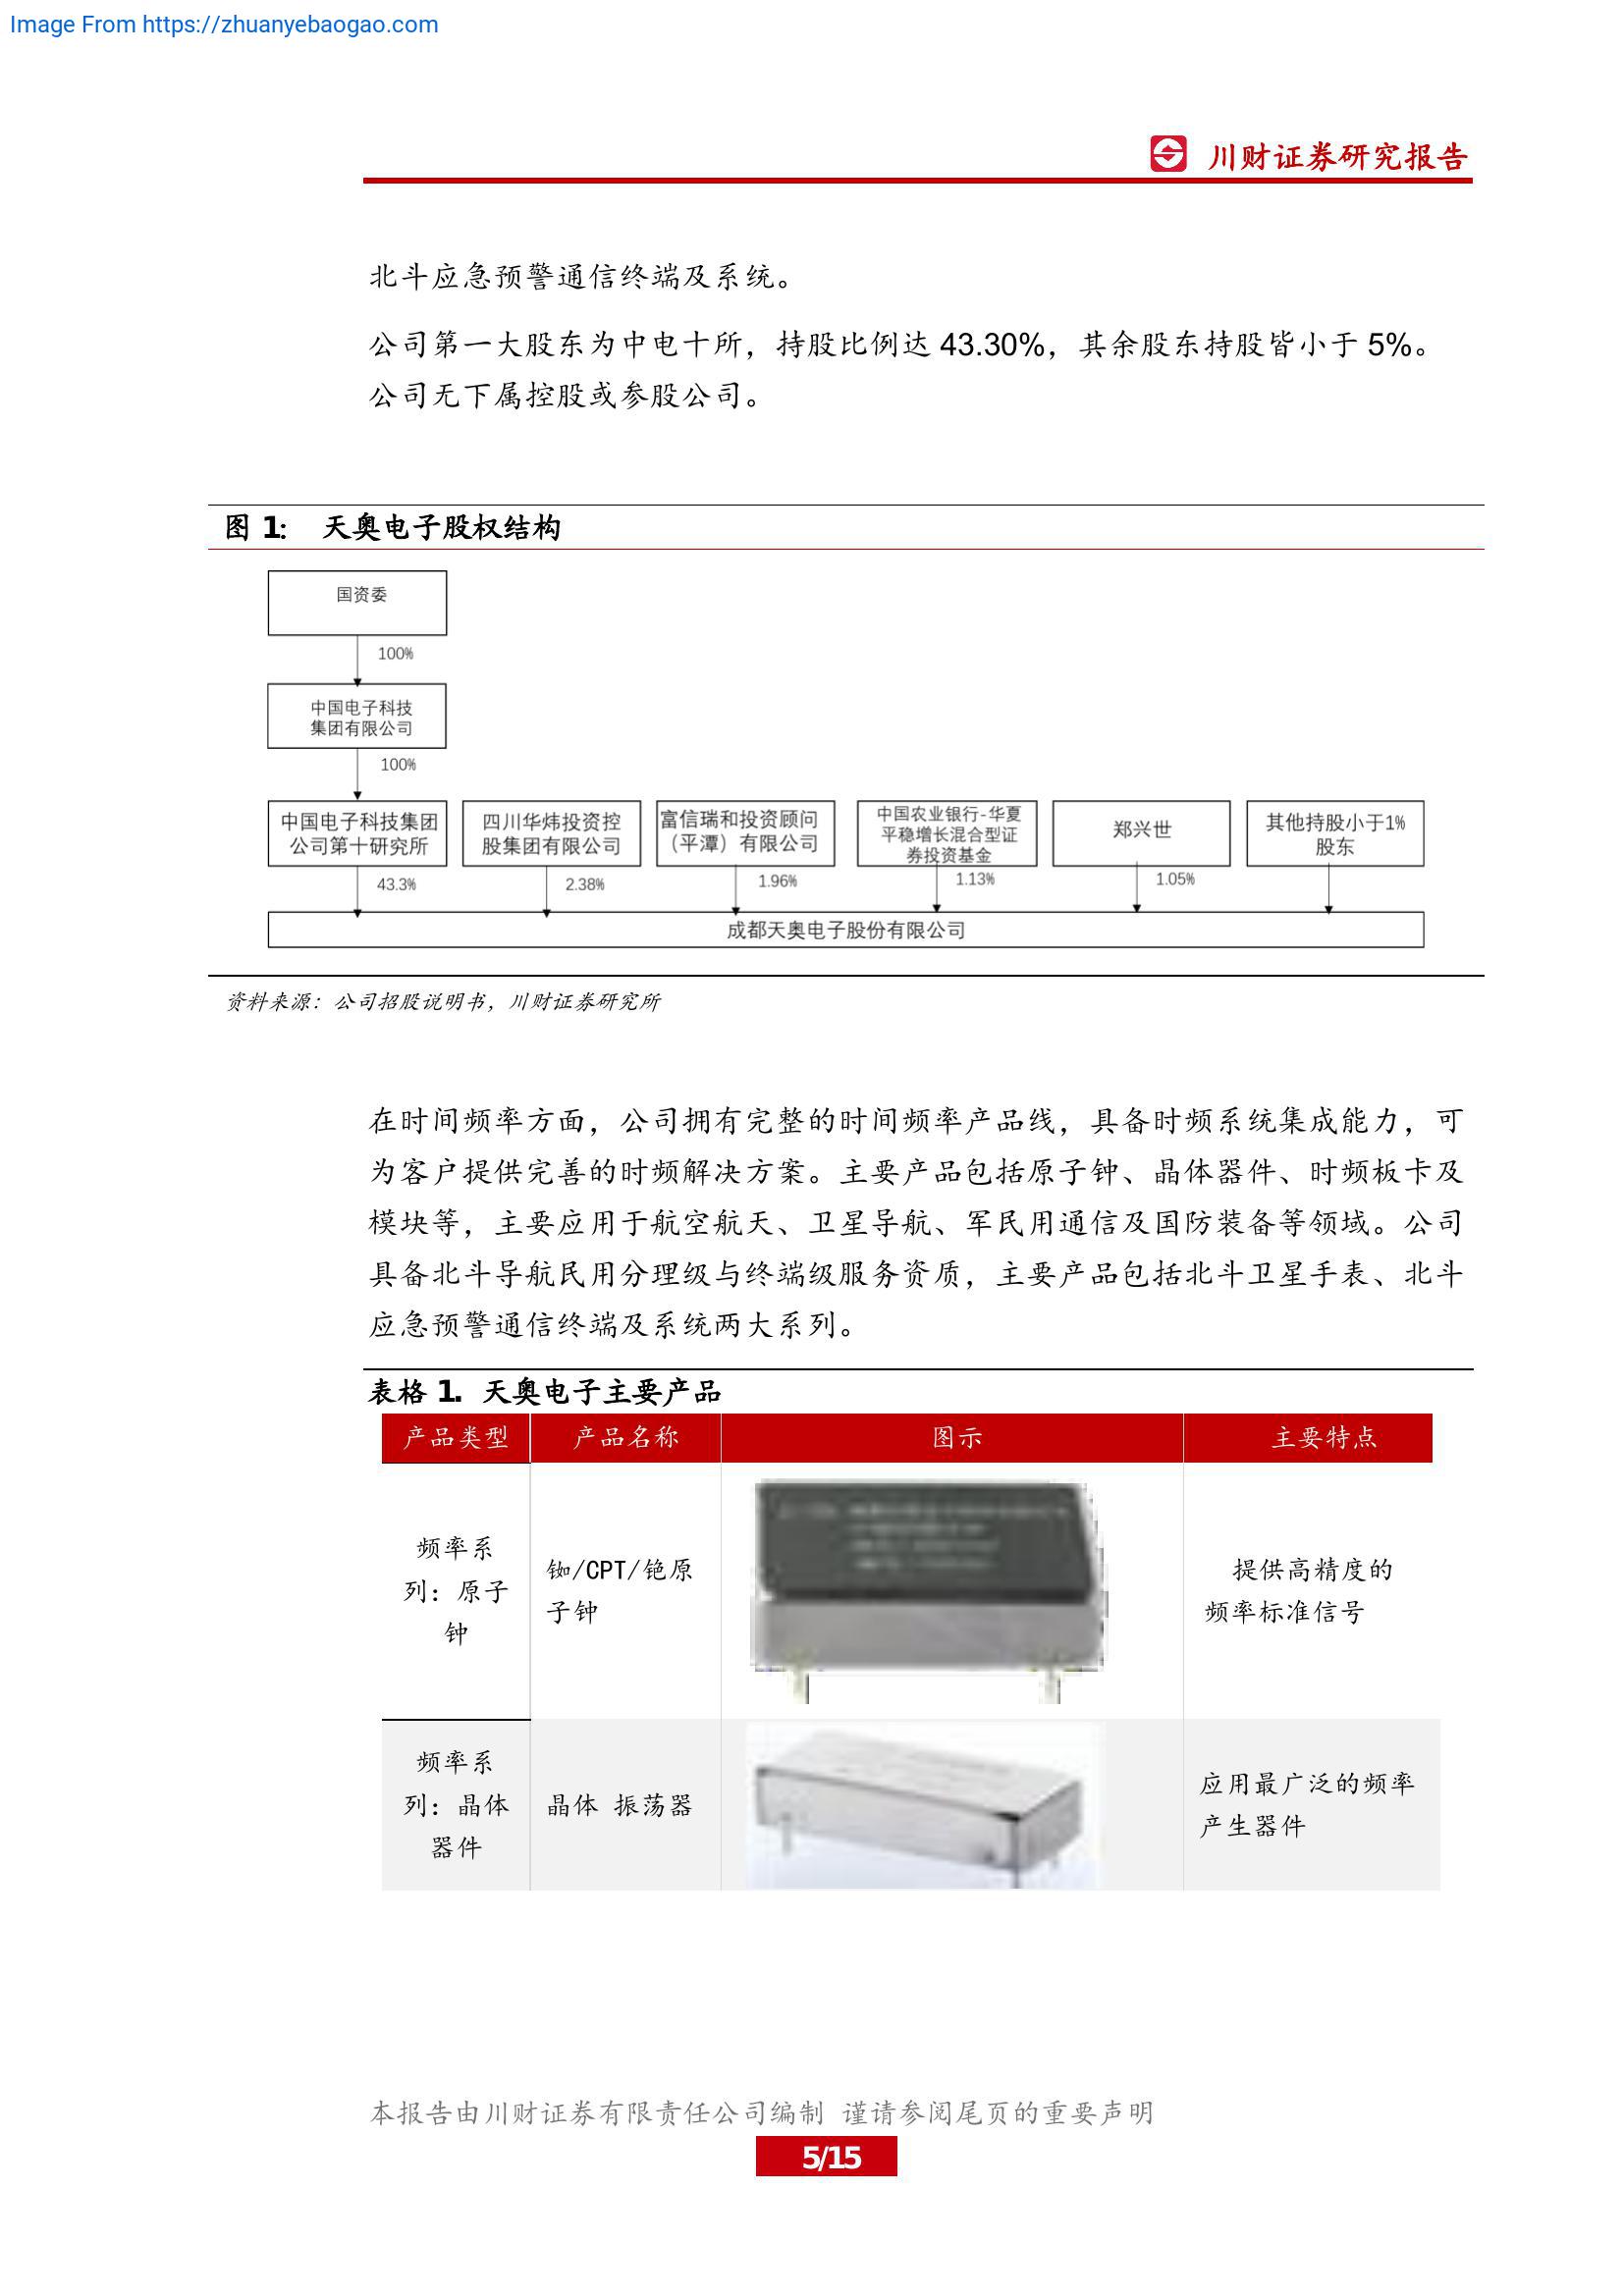 Image From https://zhuanyebaogao.com
川财证券研究报告
北斗应急预警通信终端及系统。
公司第一大股东为中电十所，持股比例达 43.30%，其余股东持股皆小于 5%。
公司无下属控股或参股公司。
图 1： 天奥电子股权结构
国资委
100%
中国电子科技
集团有限公司
100%
中国电子科技集团
公司第十研究所
四川华炜投资控
股集团有限公司
富信瑞和投资顾问
（平潭）有限公司
中国农业银行-华夏
平稳增长混合型证
券投资基金
郑兴世
其他持股小于1%
股东
43.3%
2.38%
1.96%
1.13%
1.05%
成都天奥电子股份有限公司
资料来源：公司招股说明书，川财证券研究所
在时间频率方面，公司拥有完整的时间频率产品线，具备时频系统集成能力，可
为客户提供完善的时频解决方案。主要产品包括原子钟、晶体器件、时频板卡及
模块等，主要应用于航空航天、卫星导航、军民用通信及国防装备等领域。公司
具备北斗导航民用分理级与终端级服务资质，主要产品包括北斗卫星手表、北斗
应急预警通信终端及系统两大系列。
表格 1. 天奥电子主要产品
产品类型 产品名称 图示 主要特点
频率系
列：原子
钟
铷/CPT/铯原
子钟
提供高精度的
频率标准信号
频率系
列：晶体
器件
晶体 振荡器
应用最广泛的频率
产生器件
本报告由川财证券有限责任公司编制 谨请参阅尾页的重要声明
5/15